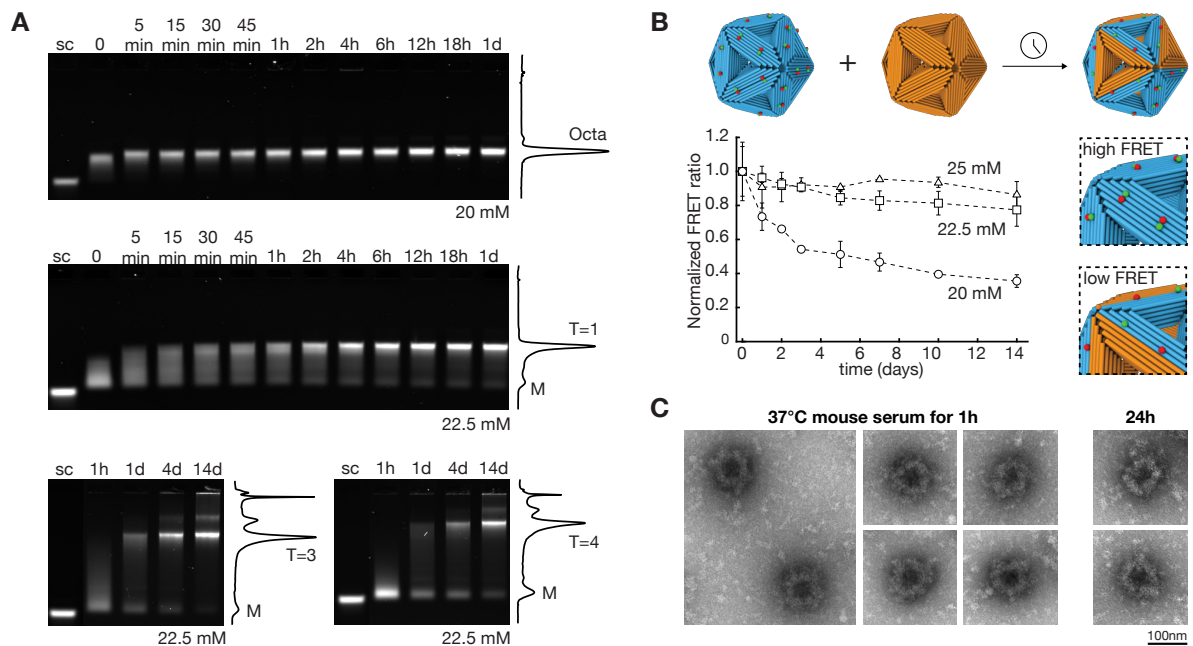 A
5 15 30 45
sc 0 min min min min 1h 2h 4h 6h 12h 18h 1d
Octa
20 mM
5 15 30 45
sc 0 min min min min 1h 2h 4h 6h 12h 18h 1d
T=1
M
22.5 mM
sc 1h 1d 4d 14d
T=3
M
22.5 mM
sc 1h 1d 4d 14d
T=4
M
22.5 mM
B
+
Normalized FRET ratio
1.2
1.0
0.8
0.6
0.4
0.2
0
25 mM
22.5 mM
20 mM
0 2 6 10 14
time (days)
high FRET
low FRET
C
37°C mouse serum for 1h
24h
100nm